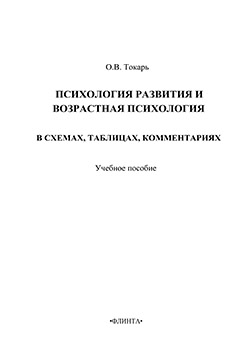 О.В. Токарь
ПСИХОЛОГИЯ РАЗВИТИЯ И
ВОЗРАСТНАЯ ПСИХОЛОГИЯ
В СХЕМАХ, ТАБЛИЦАХ, КОММЕНТАРИЯХ
Учебное пособие
•ФЛИНТА•